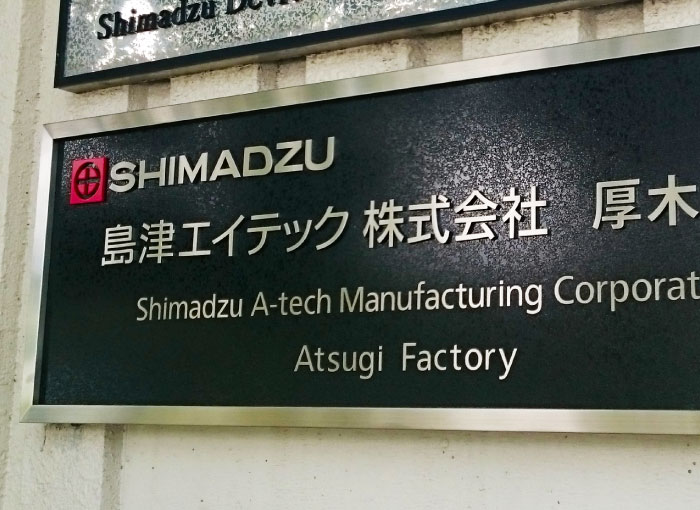 Shimadzu
SHIMADZU
島津エイテック 株式会社 厚木
Shimadzu A-tech Manufacturing Corporat
Atsugi Factory